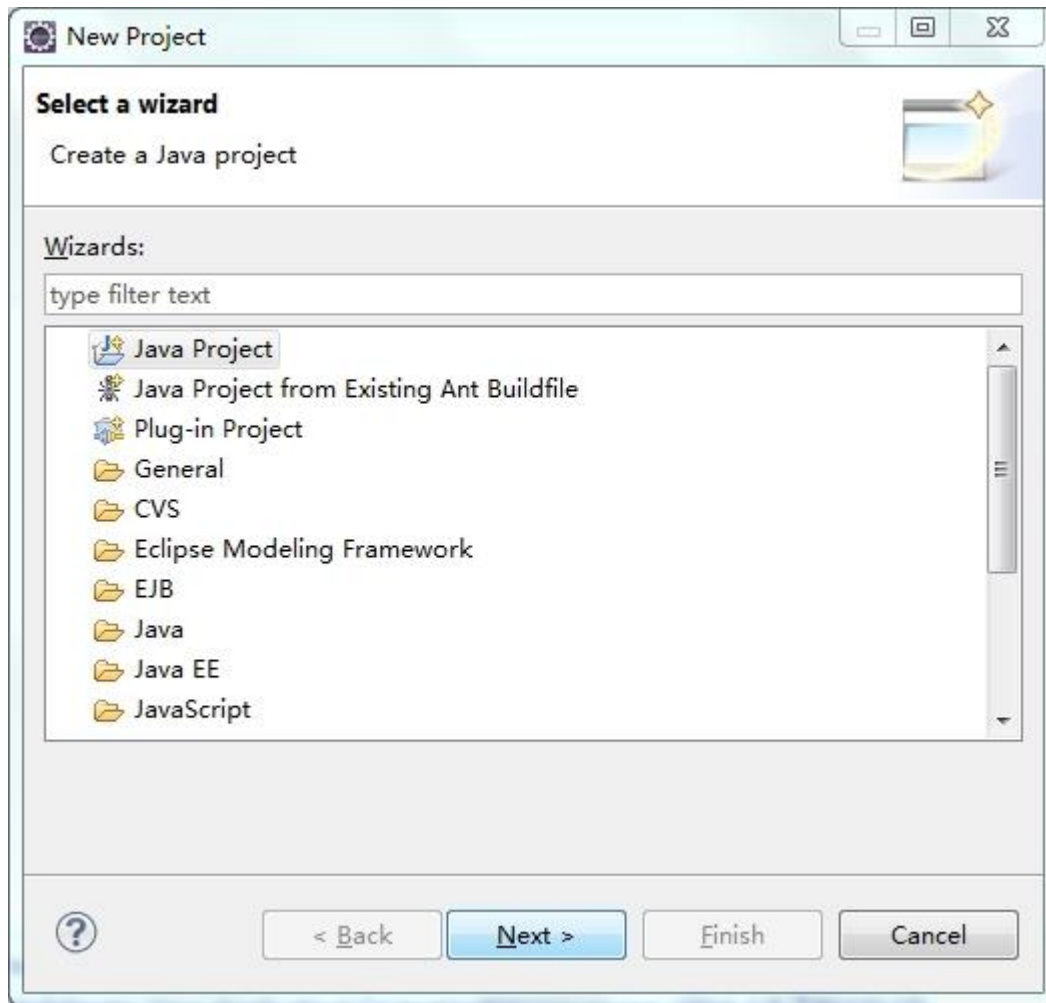 New Project
Select a wizard
Create a Java project
Wizards:
type filter text
Java Project
Java Project from Existing Ant Buildfile
Plug-in Project
General
CVS
Eclipse Modeling Framework
EJB
Java
Java EE
JavaScript
? < Back Next > Finish Cancel